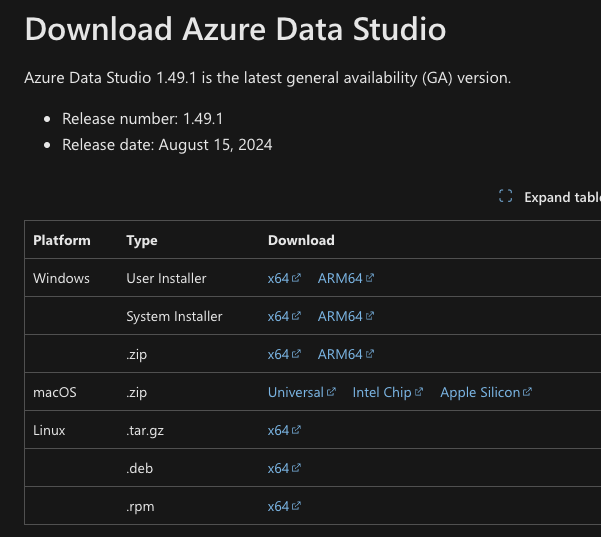 Download Azure Data Studio
Azure Data Studio 1.49.1 is the latest general availability (GA) version.
Release number: 1.49.1
Release date: August 15, 2024
Expand table
Platform Type Download
Windows User Installer x64 ARM64
System Installer x64 ARM64
.zip x64 ARM64
macOS .zip Universal Intel Chip Apple Silicon
Linux .tar.gz x64
.deb x64
.rpm x64